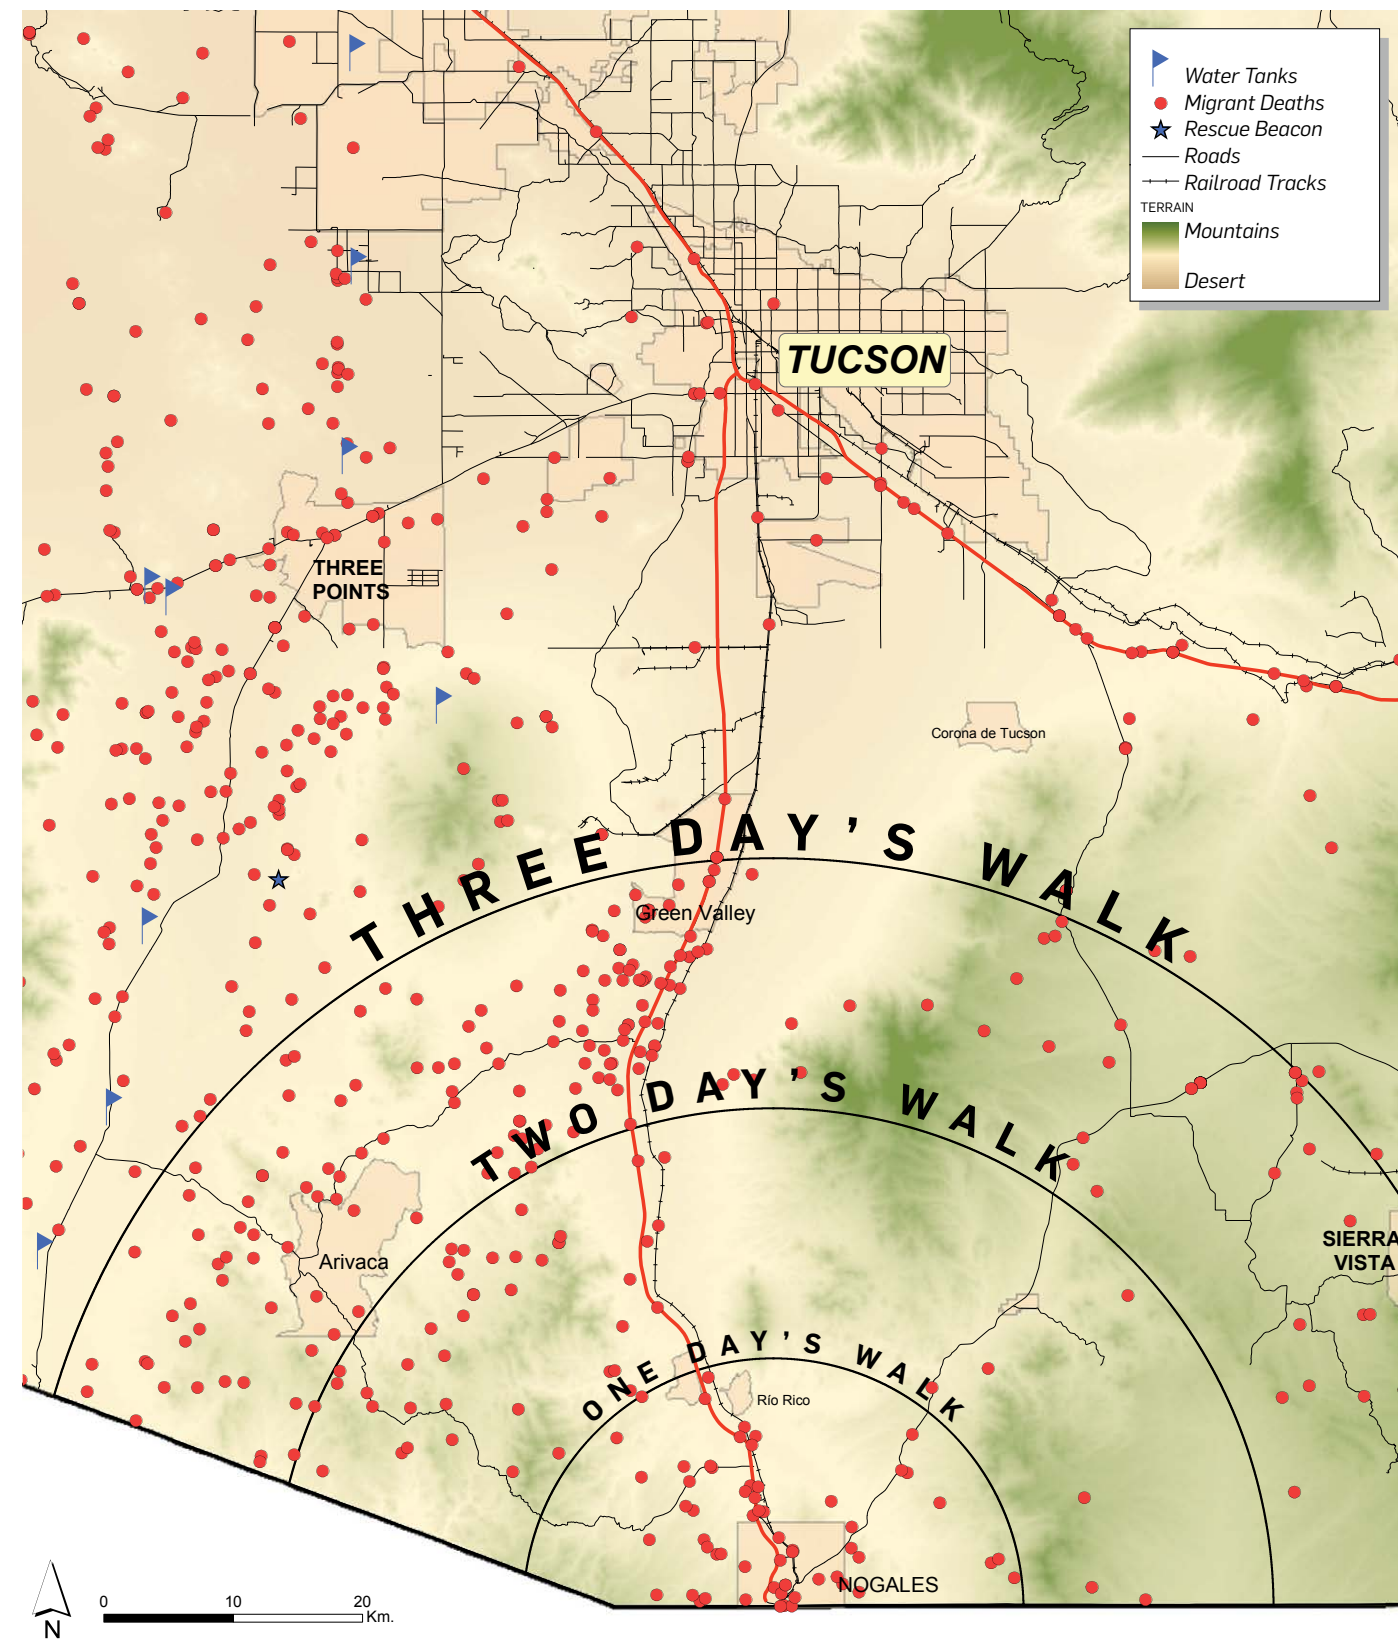 Water Tanks
Migrant Deaths
Rescue Beacon
Roads
Railroad Tracks
TERRAIN
Mountains
Desert
TUCSON
THREE
POINTS
Corona de Tucson
THREE DAY'S WALK
Green Valley
TWO DAY'S WALK
SIERRA
VISTA
Arivaca
ONE DAY'S WALK
Río Rico
NOGALES
0 10 20
Km.
N